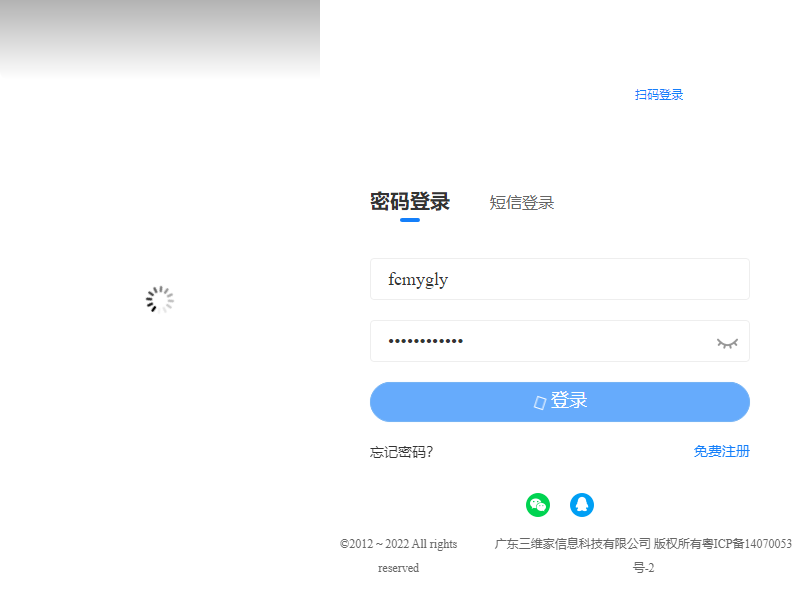 扫码登录
密码登录 短信登录
fcmygly
••••••••••••
登录
忘记密码? 免费注册
©2012 ~ 2022 All rights reserved
广东三维家信息科技有限公司 版权所有粤ICP备14070053号-2